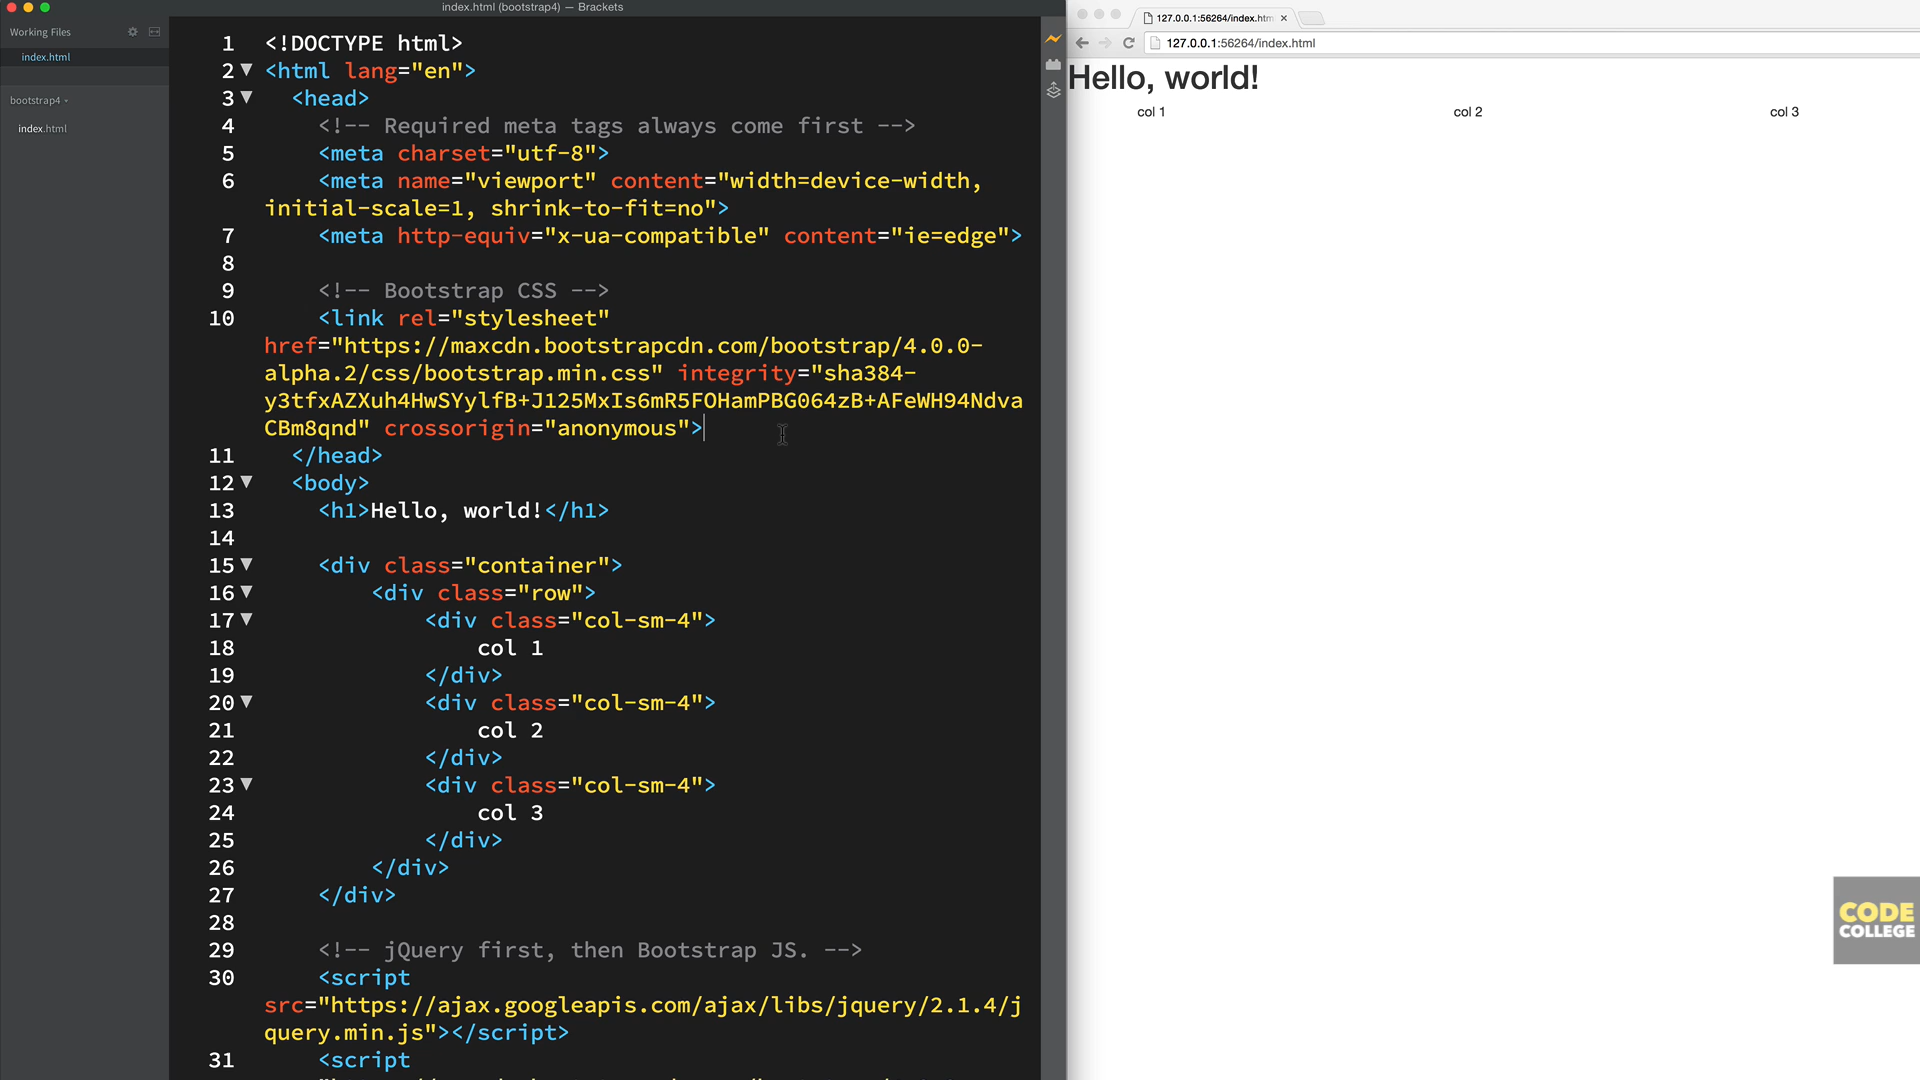 index.html (bootstrap4) — Brackets
Working Files
index.html
bootstrap4
index.html
1 <!DOCTYPE html>
2 <html lang="en">
3 <head>
4 <!-- Required meta tags always come first -->
5 <meta charset="utf-8">
6 <meta name="viewport" content="width=device-width,
initial-scale=1, shrink-to-fit=no">
7 <meta http-equiv="x-ua-compatible" content="ie=edge">
8
9 <!-- Bootstrap CSS -->
10 <link rel="stylesheet"
href="https://maxcdn.bootstrapcdn.com/bootstrap/4.0.0-
alpha.2/css/bootstrap.min.css" integrity="sha384-
y3tfxAZXuh4HwSYylfB+J125MxIs6mR5FOHamPBG064zB+AFeWH94Ndva
CBm8qnd" crossorigin="anonymous">
11 </head>
12 <body>
13 <h1>Hello, world!</h1>
14
15 <div class="container">
16 <div class="row">
17 <div class="col-sm-4">
18 col 1
19 </div>
20 <div class="col-sm-4">
21 col 2
22 </div>
23 <div class="col-sm-4">
24 col 3
25 </div>
26 </div>
27 </div>
28
29 <!-- jQuery first, then Bootstrap JS. -->
30 <script
src="https://ajax.googleapis.com/ajax/libs/jquery/2.1.4/j
query.min.js"></script>
31 <script
127.0.0.1:56264/index.htm
127.0.0.1:56264/index.html
Hello, world!
col 1 col 2 col 3
CODE
COLLEGE